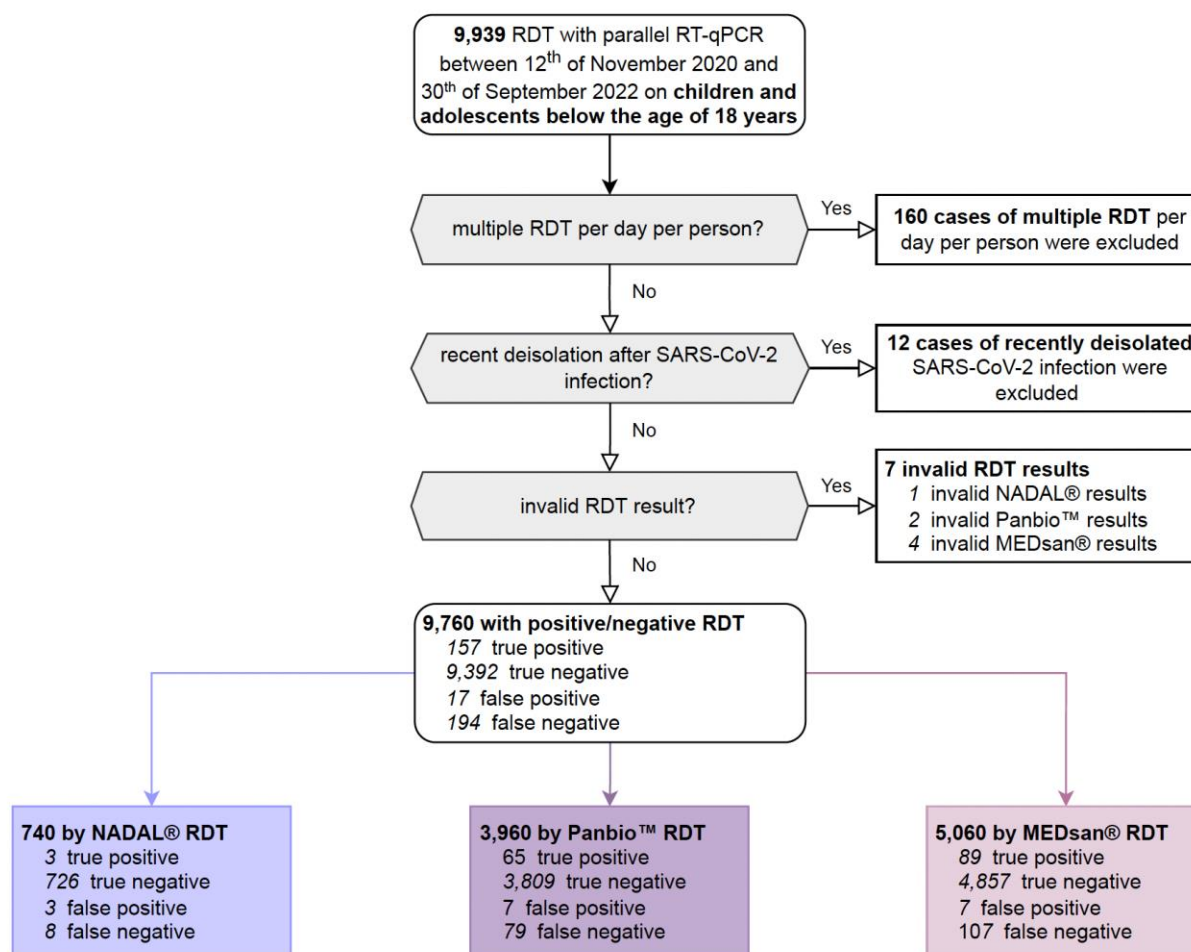 9,939 RDT with parallel RT-qPCR
between 12th of November 2020 and
30th of September 2022 on children and
adolescents below the age of 18 years
multiple RDT per day per person?
Yes
160 cases of multiple RDT per
day per person were excluded
No
recent deisolation after SARS-CoV-2
infection?
Yes
12 cases of recently deisolated
SARS-CoV-2 infection were
excluded
No
invalid RDT result?
Yes
7 invalid RDT results
1 invalid NADAL® results
2 invalid Panbio™ results
4 invalid MEDsan® results
No
9,760 with positive/negative RDT
157 true positive
9,392 true negative
17 false positive
194 false negative
740 by NADAL® RDT
3 true positive
726 true negative
3 false positive
8 false negative
3,960 by Panbio™ RDT
65 true positive
3,809 true negative
7 false positive
79 false negative
5,060 by MEDsan® RDT
89 true positive
4,857 true negative
7 false positive
107 false negative